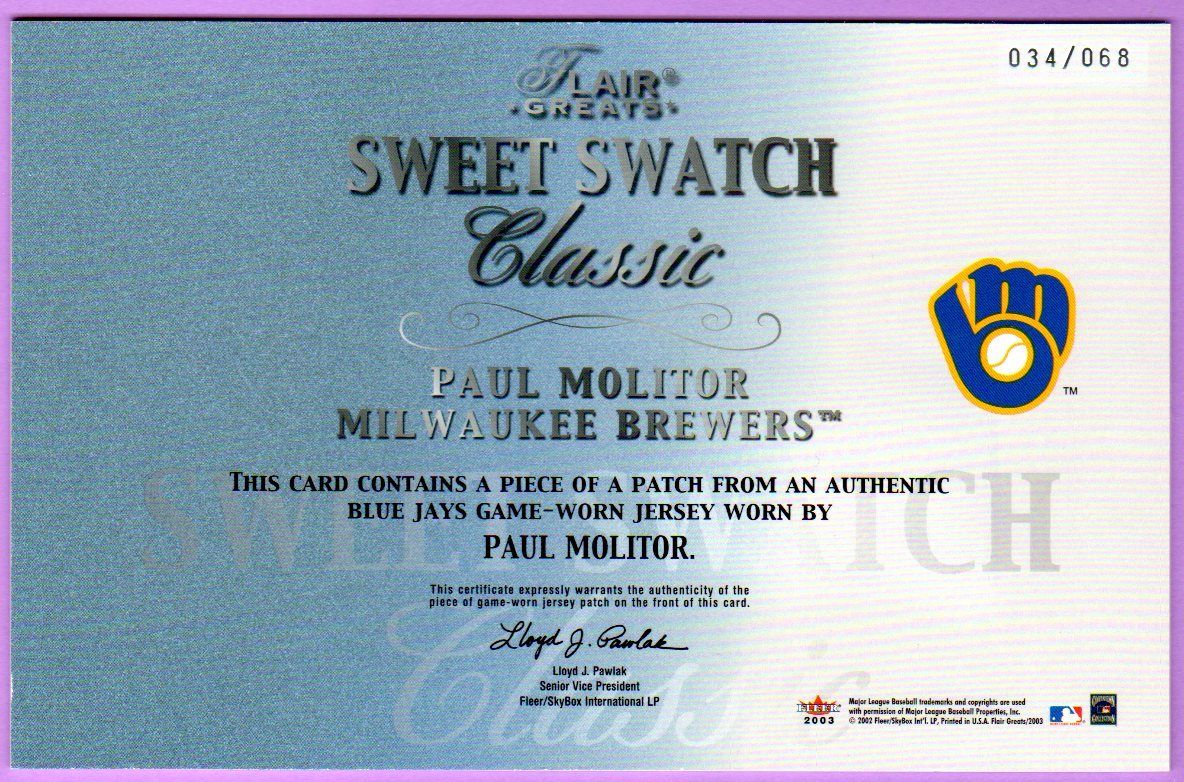 034/068
FLAIR®
GREATS
SWEET SWATCH
Classic
PAUL MOLITOR
MILWAUKEE BREWERS™
THIS CARD CONTAINS A PIECE OF A PATCH FROM AN AUTHENTIC
BLUE JAYS GAME-WORN JERSEY WORN BY
PAUL MOLITOR.
This certificate expressly warrants the authenticity of the
piece of game-worn jersey patch on the front of this card.
Lloyd J. Pawlak
Lloyd J. Pawlak
Senior Vice President
Fleer/SkyBox International LP
TM
FLEER
2003
Major League Baseball trademarks and copyrights are used
with permission of Major League Baseball Properties, Inc.
© 2002 Fleer/SkyBox Int'l. LP, Printed in U.S.A. Flair Greats/2003